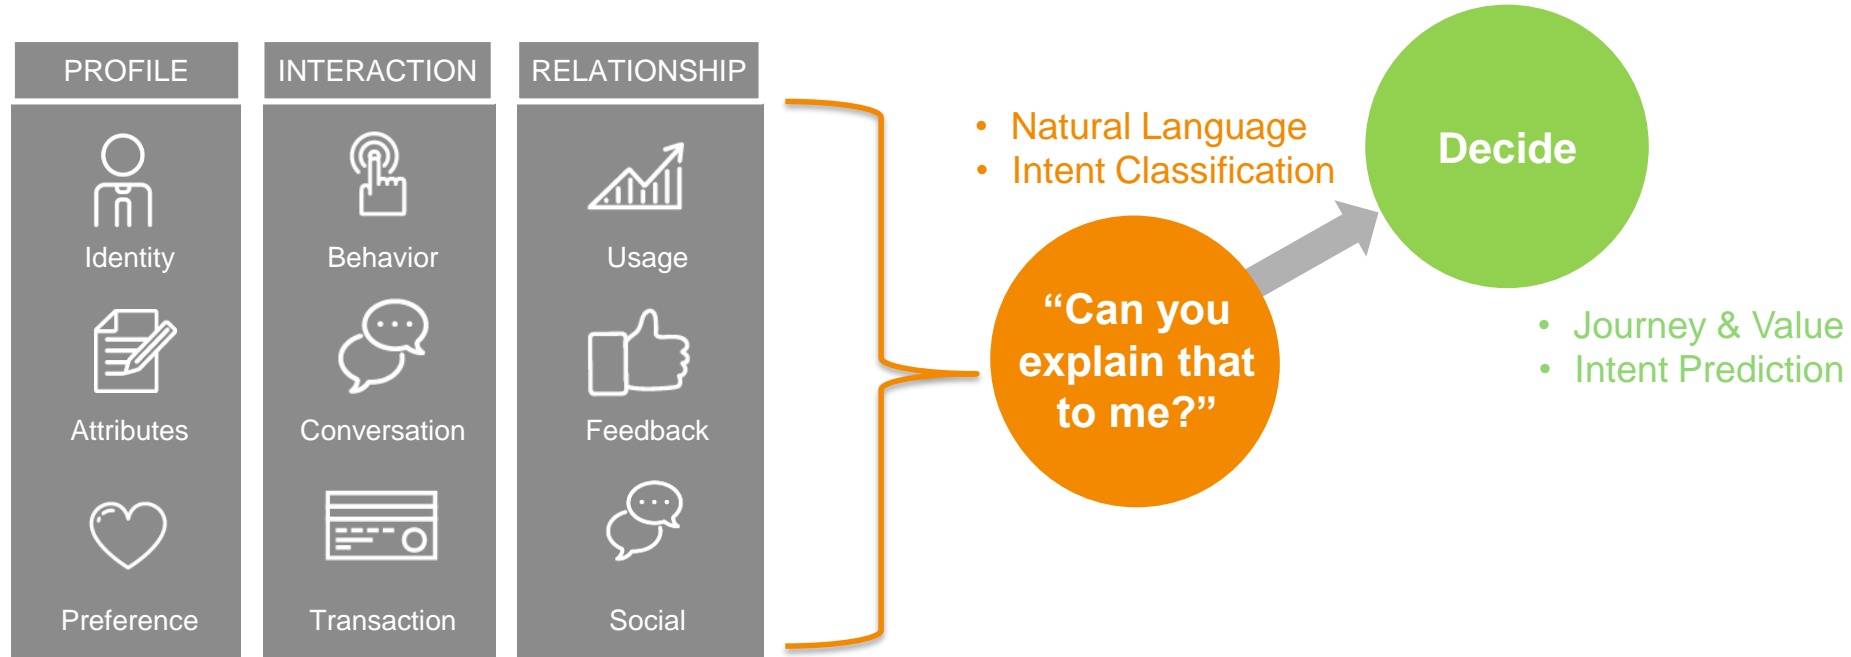 PROFILE
Identity
Attributes
Preference
INTERACTION
Behavior
Conversation
Transaction
RELATIONSHIP
Usage
Feedback
Social
• Natural Language
• Intent Classification
“Can you
explain that
to me?”
Decide
• Journey & Value
• Intent Prediction